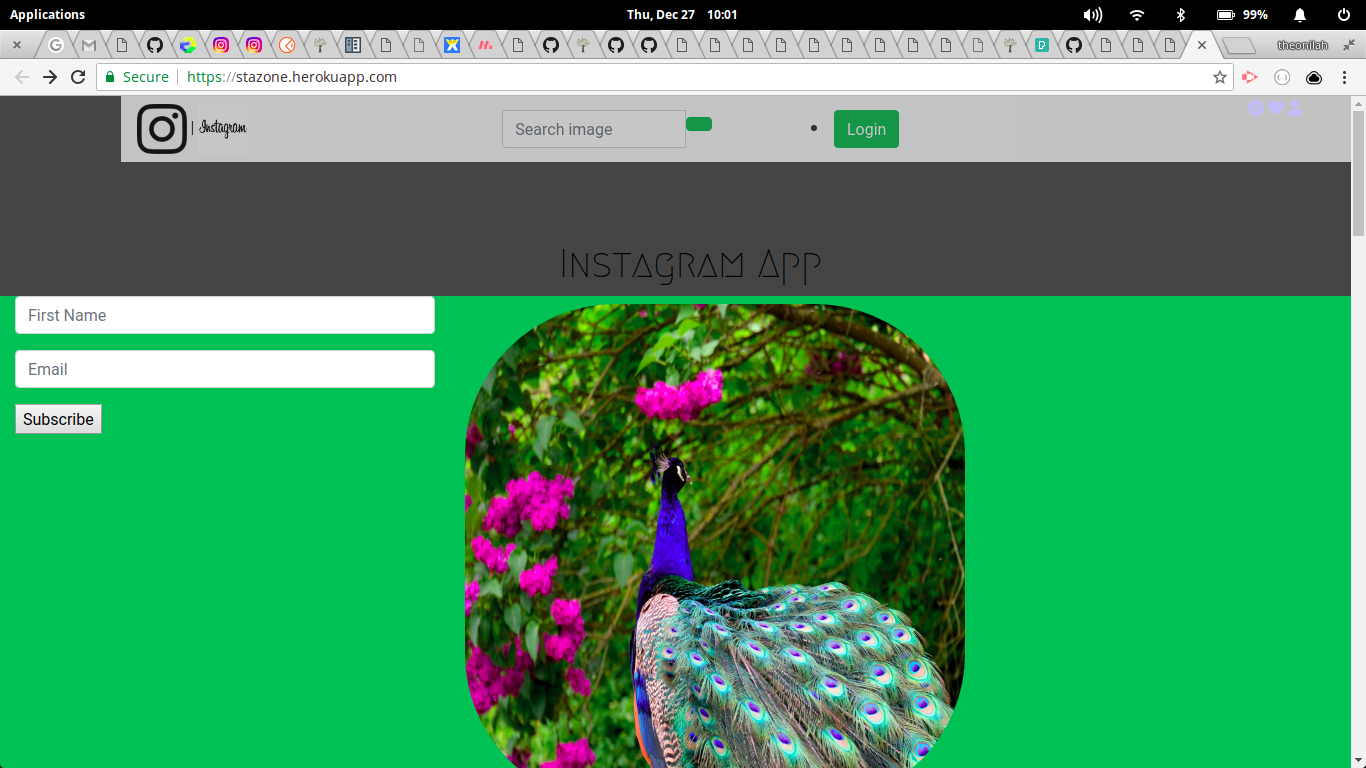 Applications
Thu, Dec 27 10:01
99%
theonilah
Secure https://stazone.herokuapp.com
| Instagram
Search image
Login
Instagram App
First Name
Email
Subscribe